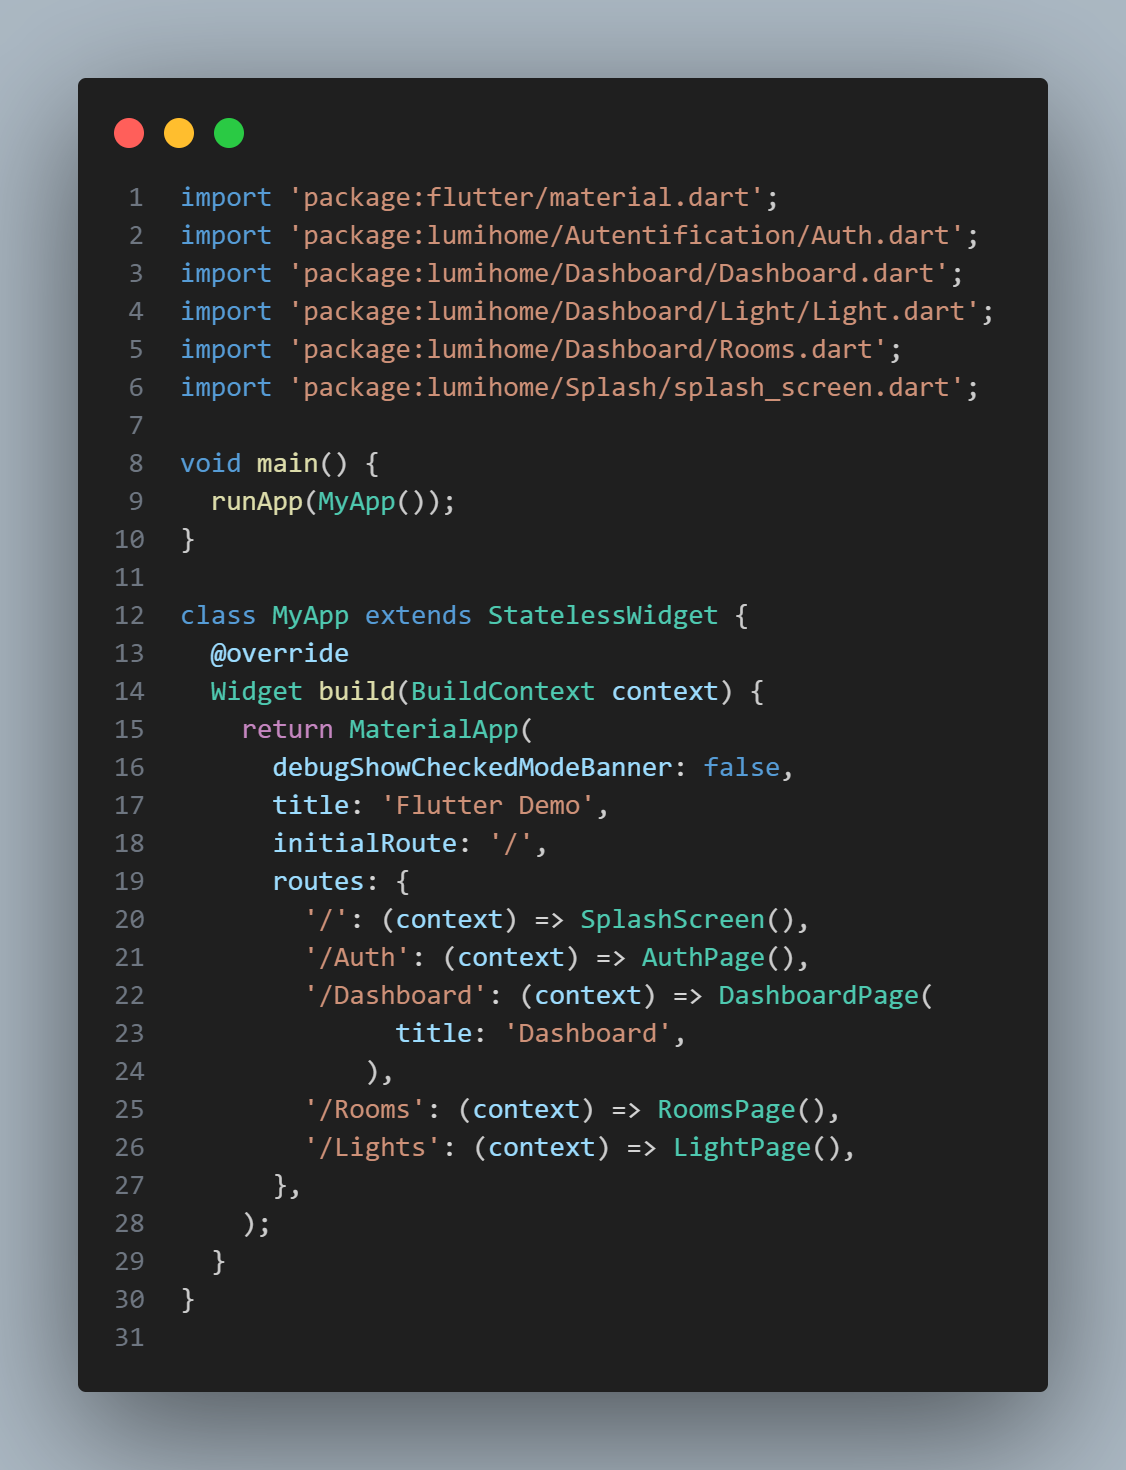 1 import 'package:flutter/material.dart';
2 import 'package:lumihome/Autentification/Auth.dart';
3 import 'package:lumihome/Dashboard/Dashboard.dart';
4 import 'package:lumihome/Dashboard/Light/Light.dart';
5 import 'package:lumihome/Dashboard/Rooms.dart';
6 import 'package:lumihome/Splash/splash_screen.dart';
7
8 void main() {
9   runApp(MyApp());
10 }
11
12 class MyApp extends StatelessWidget {
13   @override
14   Widget build(BuildContext context) {
15     return MaterialApp(
16       debugShowCheckedModeBanner: false,
17       title: 'Flutter Demo',
18       initialRoute: '/',
19       routes: {
20         '/': (context) => SplashScreen(),
21         '/Auth': (context) => AuthPage(),
22         '/Dashboard': (context) => DashboardPage(
23               title: 'Dashboard',
24             ),
25         '/Rooms': (context) => RoomsPage(),
26         '/Lights': (context) => LightPage(),
27       },
28     );
29   }
30 }
31